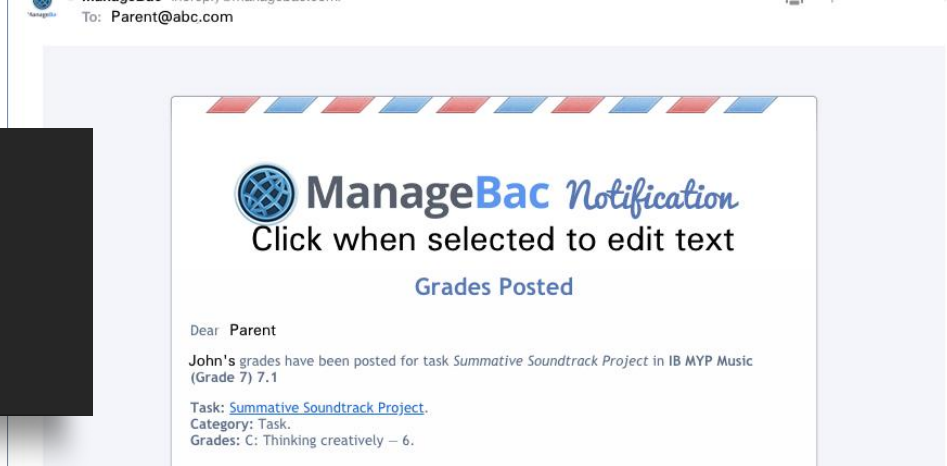 To: Parent@abc.com
ManageBac Notification
Click when selected to edit text
Grades Posted
Dear Parent
John's grades have been posted for task Summative Soundtrack Project in IB MYP Music
(Grade 7) 7.1
Task: Summative Soundtrack Project.
Category: Task.
Grades: C: Thinking creatively – 6.